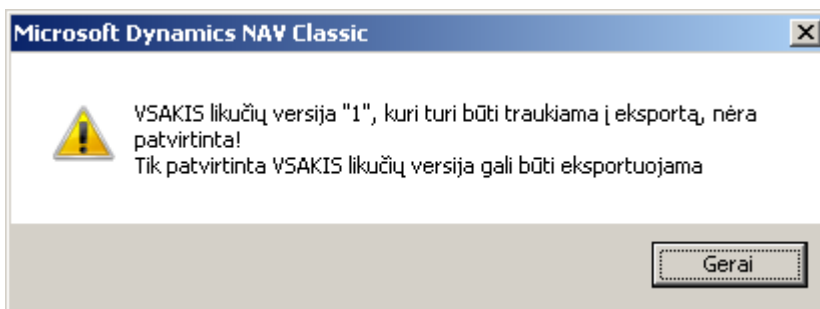 Microsoft Dynamics NAV Classic
VSAKIS likučių versija "1", kuri turi būti traukiama į eksportą, nėra
patvirtinta!
Tik patvirtinta VSAKIS likučių versija gali būti eksportuojama
Gerai